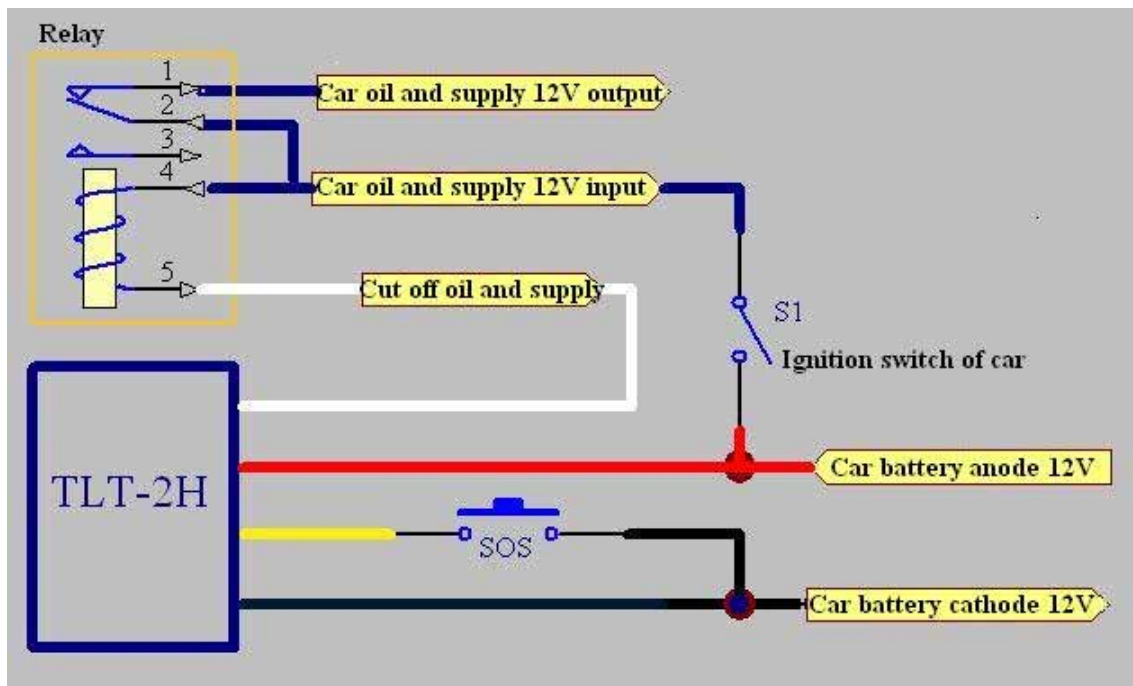 Relay
1
Car oil and supply 12V output
2
3
4
Car oil and supply 12V input
5
Cut off oil and supply
S1
Ignition switch of car
TLT-2H
Car battery anode 12V
SOS
Car battery cathode 12V